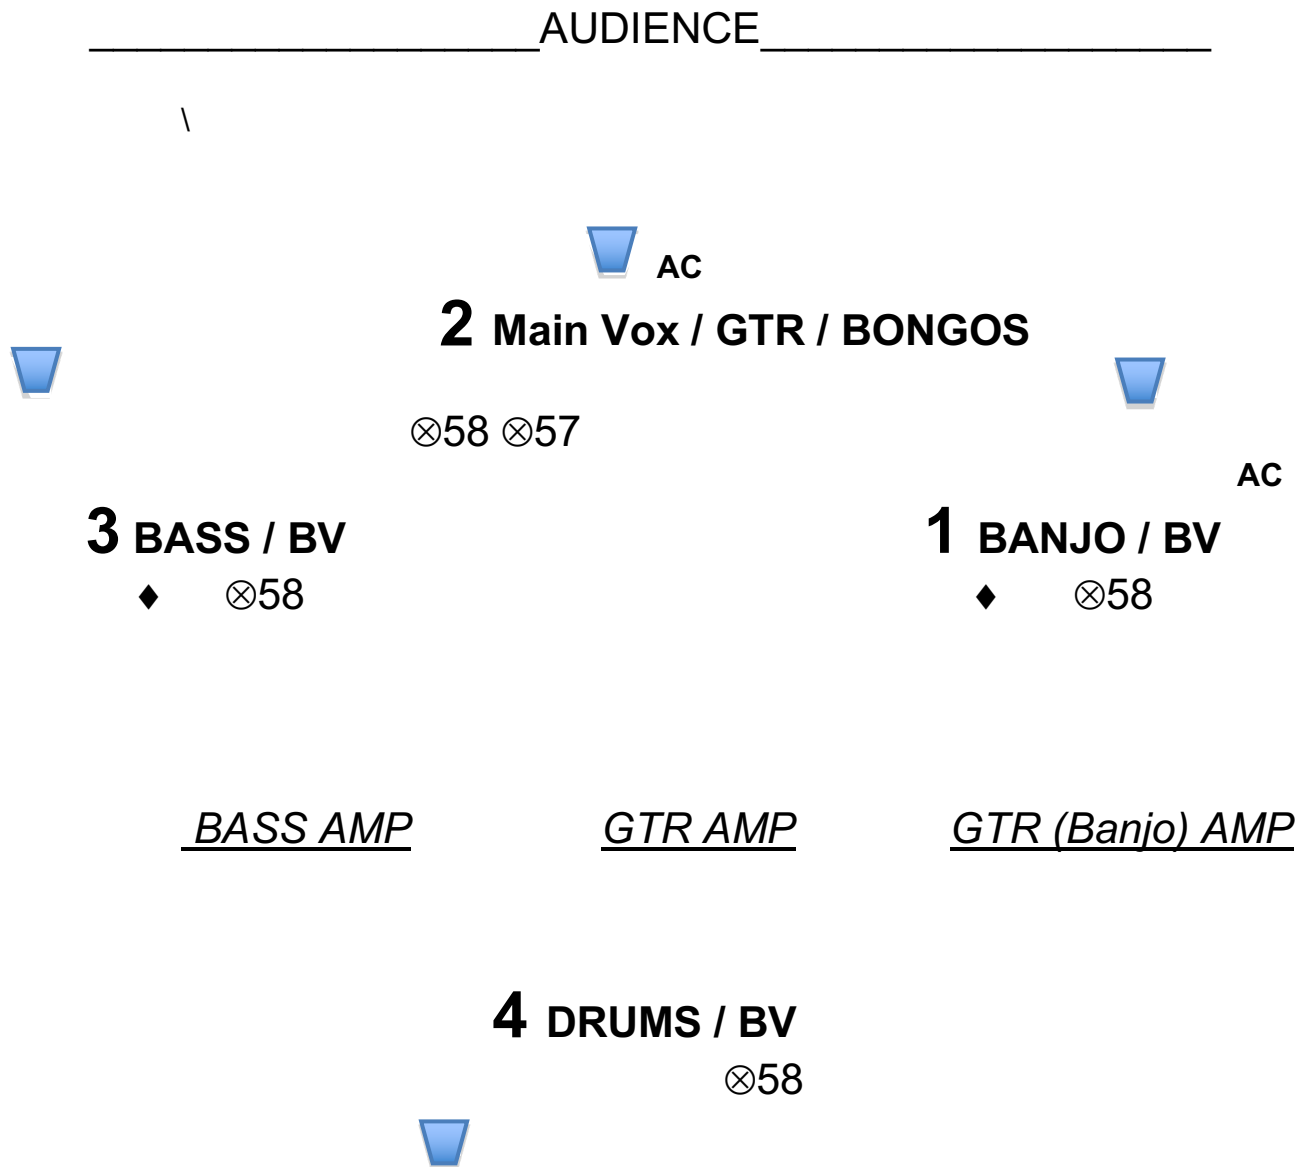 ___________________AUDIENCE___________________
\
AC
2 Main Vox / GTR / BONGOS
⊗58 ⊗57
AC
3 BASS / BV 1 BANJO / BV
♦ ⊗58 ♦ ⊗58
BASS AMP GTR AMP GTR (Banjo) AMP
4 DRUMS / BV
⊗58